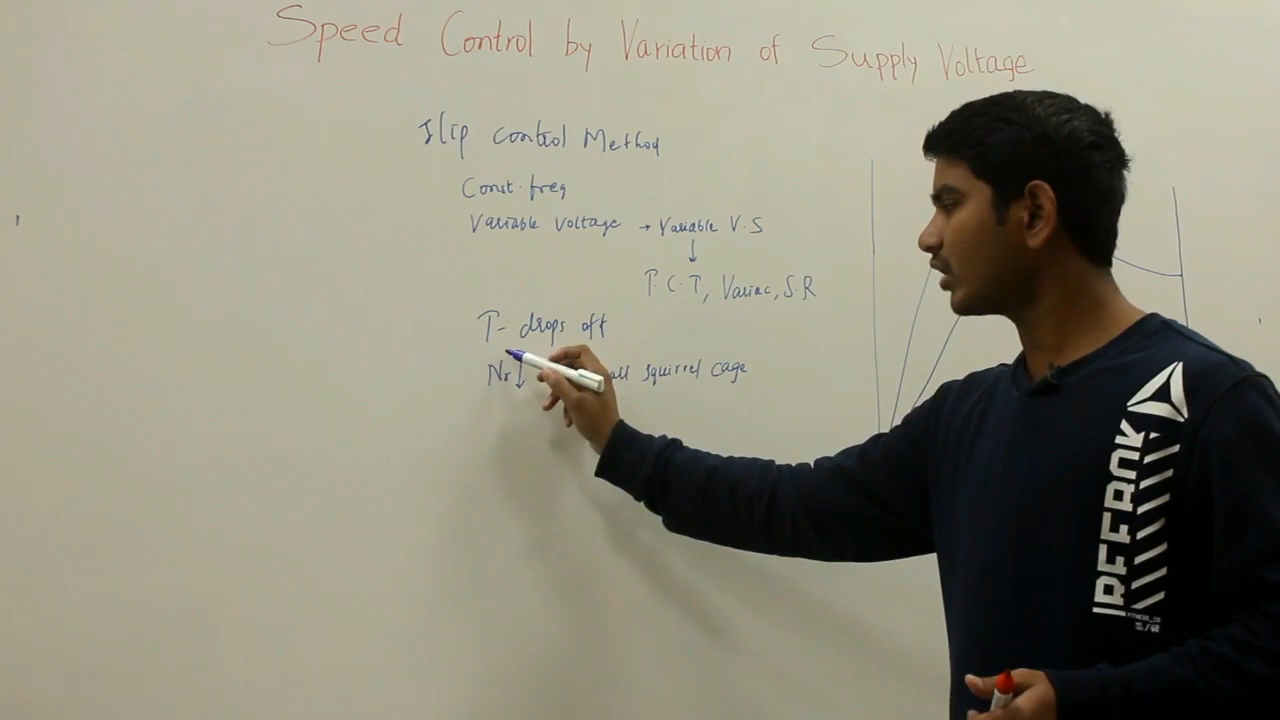 Speed Control by Variation of Supply Voltage
Slip control Method
Const. freq
Variable Voltage → Variable V.S
↓
T.C.T, Variac, S.R
T- drops off
Nr↓ squirrel cage
REEBOK